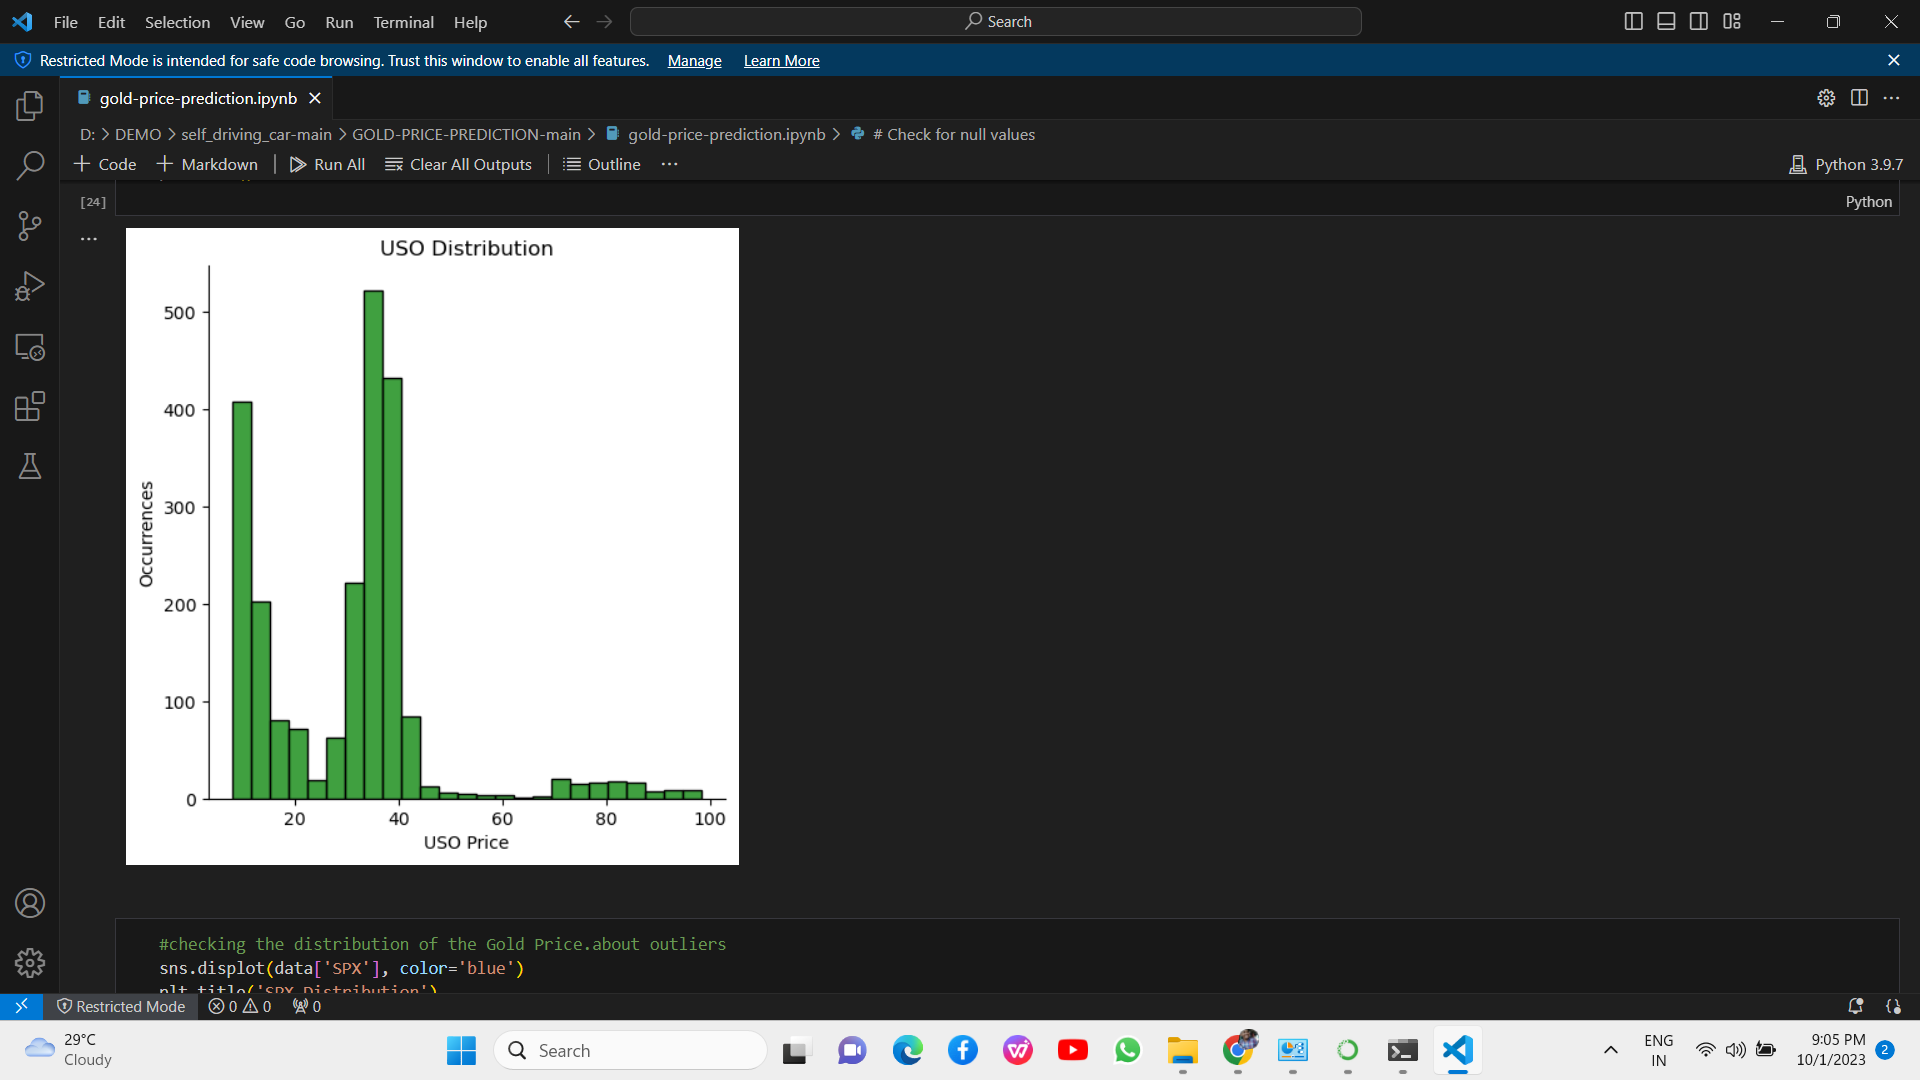 File Edit Selection View Go Run Terminal Help
Search
Restricted Mode is intended for safe code browsing. Trust this window to enable all features. Manage Learn More
gold-price-prediction.ipynb
D: > DEMO > self_driving_car-main > GOLD-PRICE-PREDICTION-main > gold-price-prediction.ipynb > # Check for null values
+ Code + Markdown Run All Clear All Outputs Outline ...
Python 3.9.7
[24]
Python
...
USO Distribution
500
400
300
200
100
0
Occurrences
20 40 60 80 100
USO Price
#checking the distribution of the Gold Price.about outliers
sns.displot(data['SPX'], color='blue')
plt.title('SPX Distribution')
Restricted Mode 0 0 0
29°C
Cloudy
Search
ENG
IN
9:05 PM
10/1/2023
2